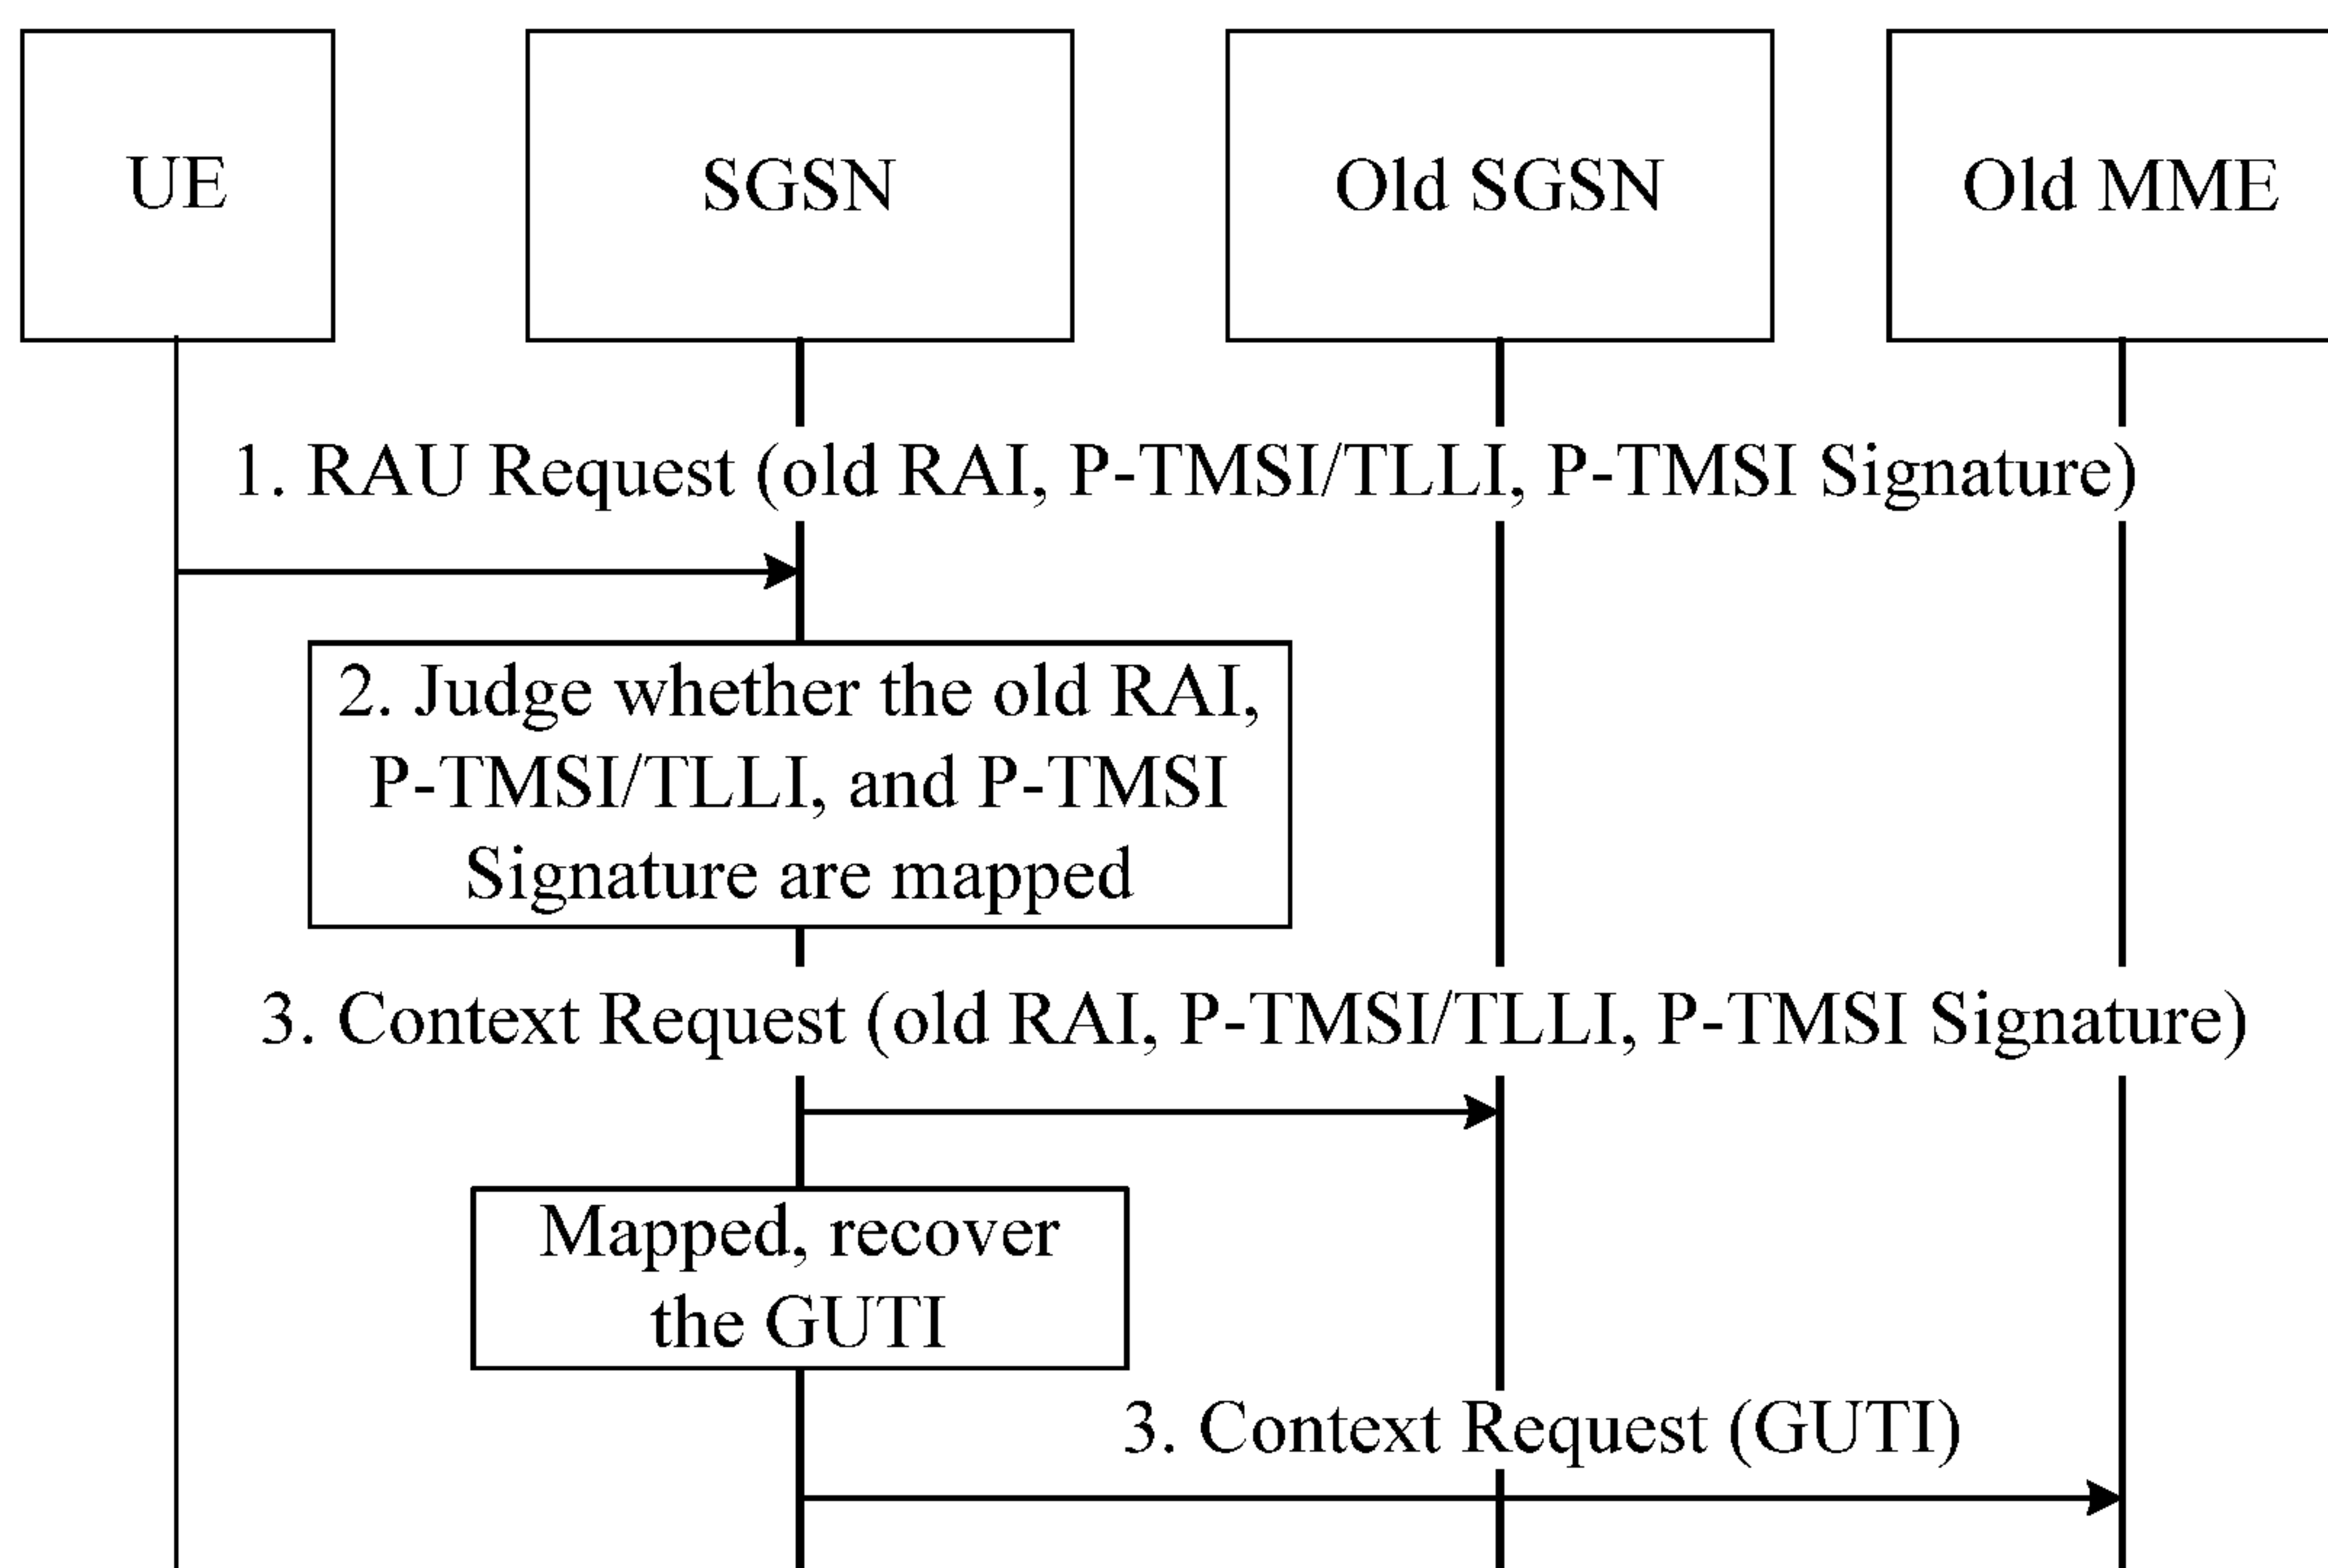 UE
SGSN
Old SGSN
Old MME
1. RAU Request (old RAI, P-TMSI/TLLI, P-TMSI Signature)
2. Judge whether the old RAI,
P-TMSI/TLLI, and P-TMSI
Signature are mapped
3. Context Request (old RAI, P-TMSI/TLLI, P-TMSI Signature)
Mapped, recover
the GUTI
3. Context Request (GUTI)